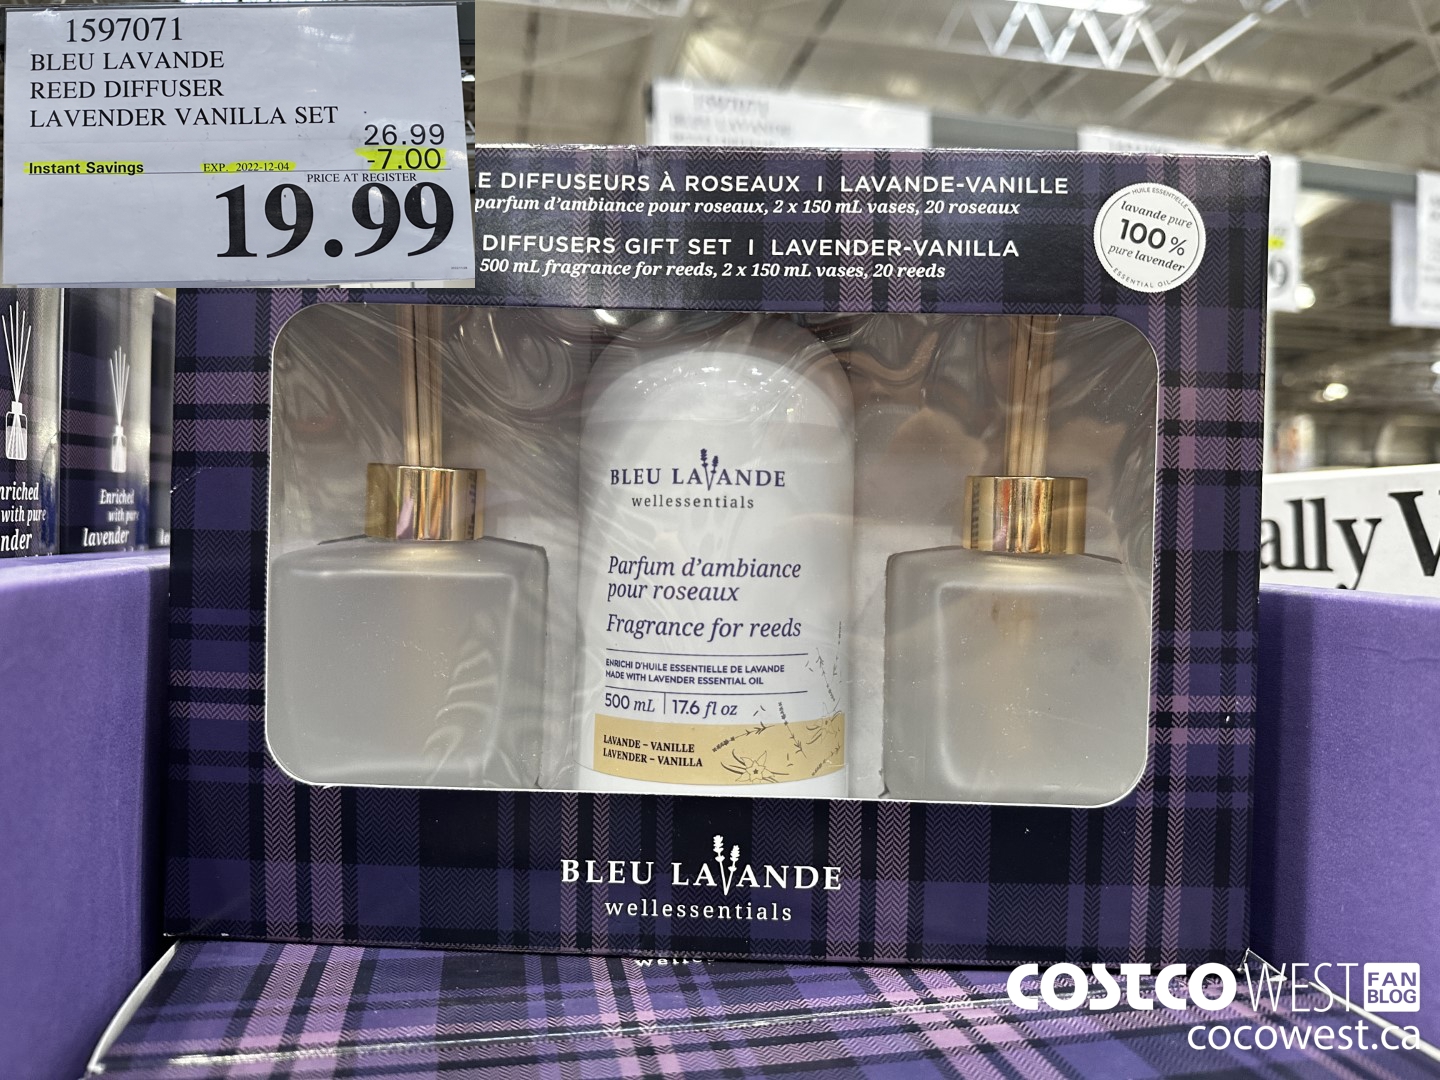 1597071
BLEU LAVANDE
REED DIFFUSER
LAVENDER VANILLA SET
26.99
Instant Savings EXP. 2022-12-04 -7.00
PRICE AT REGISTER
19.99
E DIFFUSEURS À ROSEAUX | LAVANDE-VANILLE
parfum d'ambiance pour roseaux, 2 x 150 mL vases, 20 roseaux
DIFFUSERS GIFT SET | LAVENDER-VANILLA
500 mL fragrance for reeds, 2 x 150 mL vases, 20 reeds
HUILE ESSENTIELLE
lavande pure
100%
pure lavender
ESSENTIAL OIL
BLEU LAVANDE
wellessentials
Parfum d'ambiance
pour roseaux
Fragrance for reeds
ENRICHI D'HUILE ESSENTIELLE DE LAVANDE
MADE WITH LAVENDER ESSENTIAL OIL
500 mL | 17.6 fl oz
LAVANDE – VANILLE
LAVENDER – VANILLA
BLEU LAVANDE
wellessentials
Enriched
with pure
lavender
ally
COSTCO WEST FAN BLOG
cocowest.ca